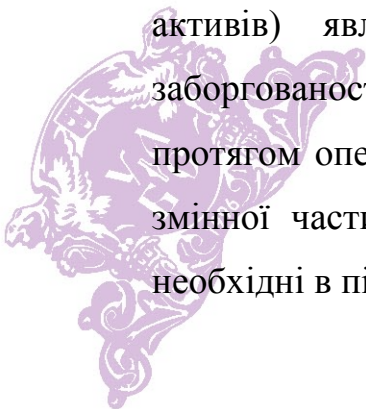 активів) явл
заборгованост
протягом опе
змінної части
необхідні в пі